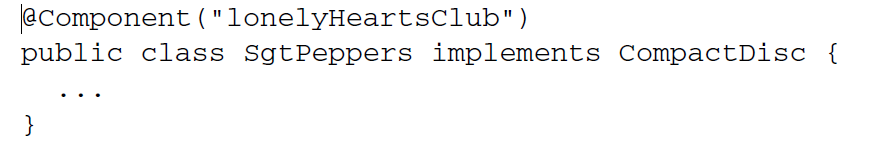 @Component("lonelyHeartsClub")
public class SgtPeppers implements CompactDisc {
...
}